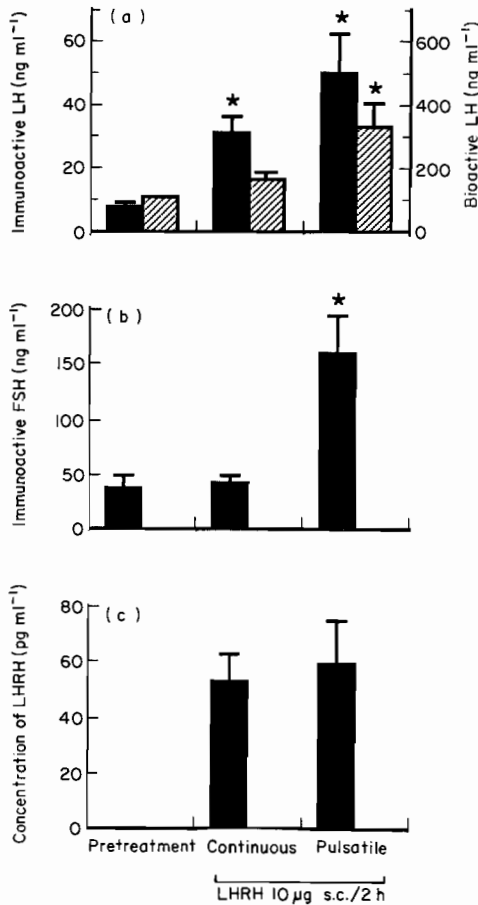 ( a )
Immunoactive LH (ng ml⁻¹)
60
40
20
0
*
*
*
600
400
200
0
Bioactive LH (ng ml⁻¹)
( b )
Immunoactive FSH (ng ml⁻¹)
200
150
100
50
0
*
( c )
Concentration of LHRH (pg ml⁻¹)
80
60
40
20
0
Pretreatment Continuous Pulsatile
LHRH 10 µg s.c./2 h